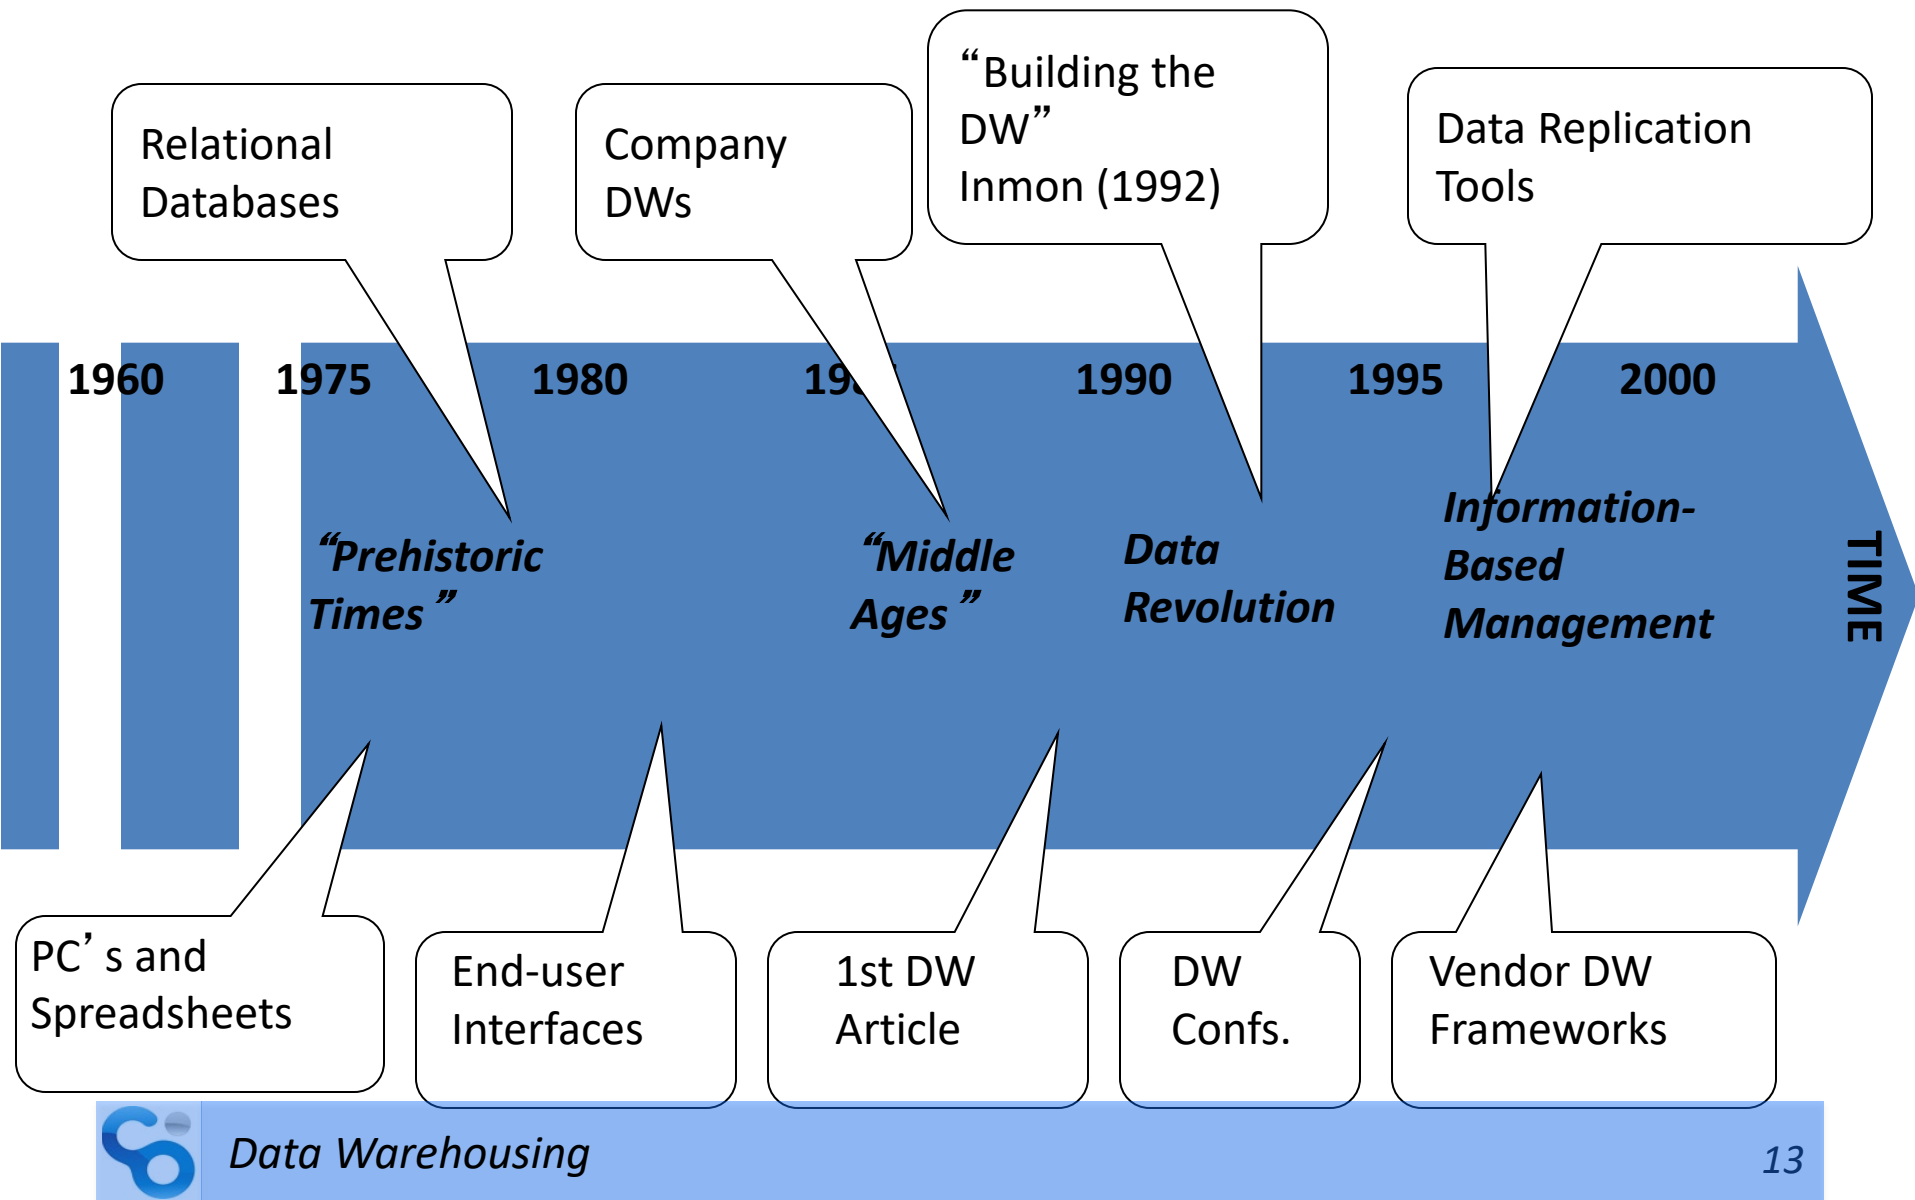 Relational
Databases
Company
DWs
“Building the
DW”
Inmon (1992)
Data Replication
Tools
1960
1975
1980
1990
1995
2000
“Prehistoric
Times”
“Middle
Ages”
Data
Revolution
Information-
Based
Management
TIME
PC’s and
Spreadsheets
End-user
Interfaces
1st DW
Article
DW
Confs.
Vendor DW
Frameworks
Data Warehousing
13